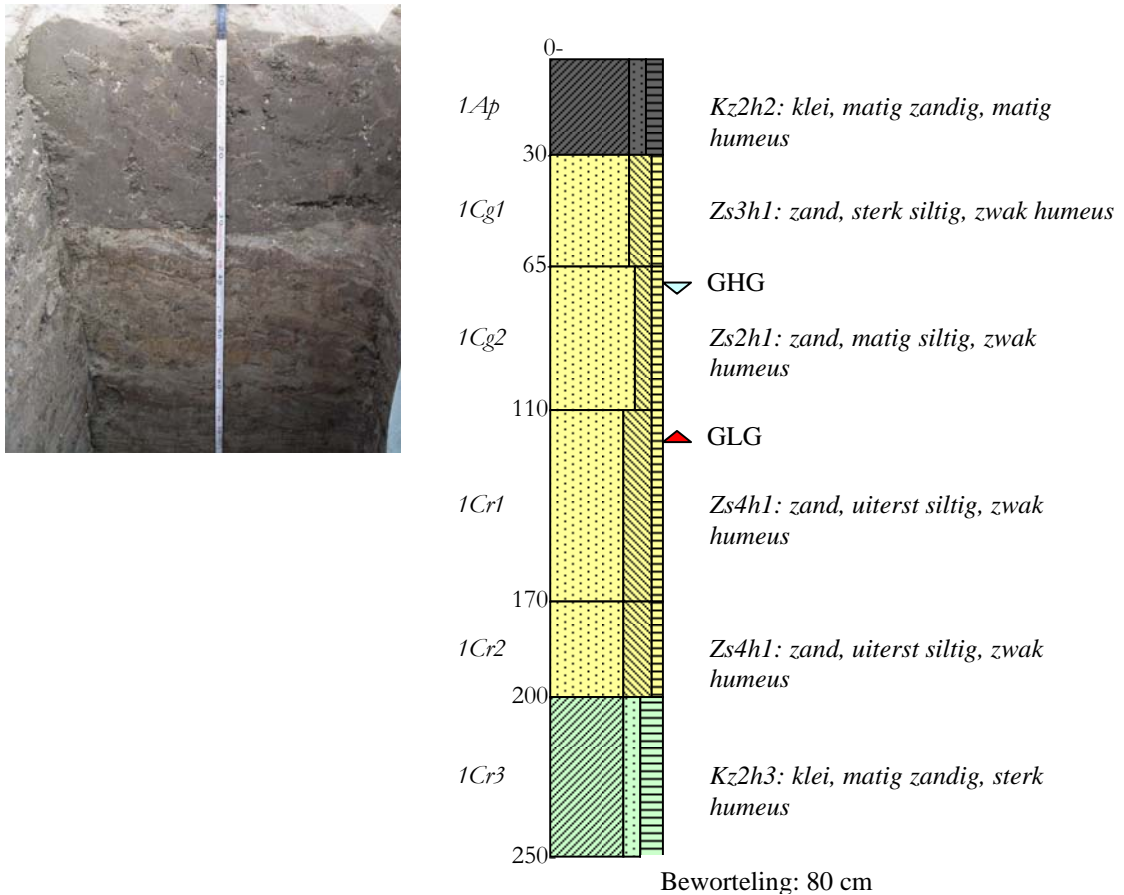 0-
1Ap
Kz2h2: klei, matig zandig, matig
humeus
30
1Cg1
Zs3h1: zand, sterk siltig, zwak humeus
65
GHG
1Cg2
Zs2h1: zand, matig siltig, zwak
humeus
110
GLG
1Cr1
Zs4h1: zand, uiterst siltig, zwak
humeus
170
1Cr2
Zs4h1: zand, uiterst siltig, zwak
humeus
200
1Cr3
Kz2h3: klei, matig zandig, sterk
humeus
250
Beworteling: 80 cm